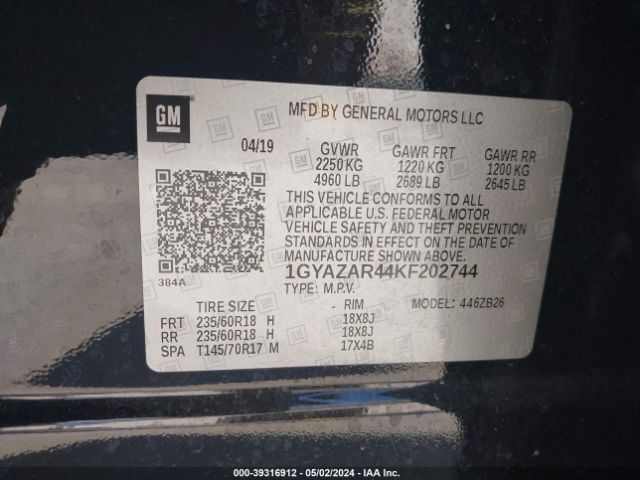 GM
MFD BY GENERAL MOTORS LLC
04/19
GVWR GAWR FRT GAWR RR
2250 KG 1220 KG 1200 KG
4960 LB 2689 LB 2645 LB
THIS VEHICLE CONFORMS TO ALL
APPLICABLE U.S. FEDERAL MOTOR
VEHICLE SAFETY AND THEFT PREVENTION
STANDARDS IN EFFECT ON THE DATE OF
MANUFACTURE SHOWN ABOVE.
1GYAZAR44KF202744
384A
TYPE: M.P.V. MODEL: 446ZB26
TIRE SIZE RIM
FRT 235/60R18 H 18X8J
RR 235/60R18 H 18X8J
SPA T145/70R17 M 17X4B
000-39316912 - 05/02/2024 - IAA Inc.